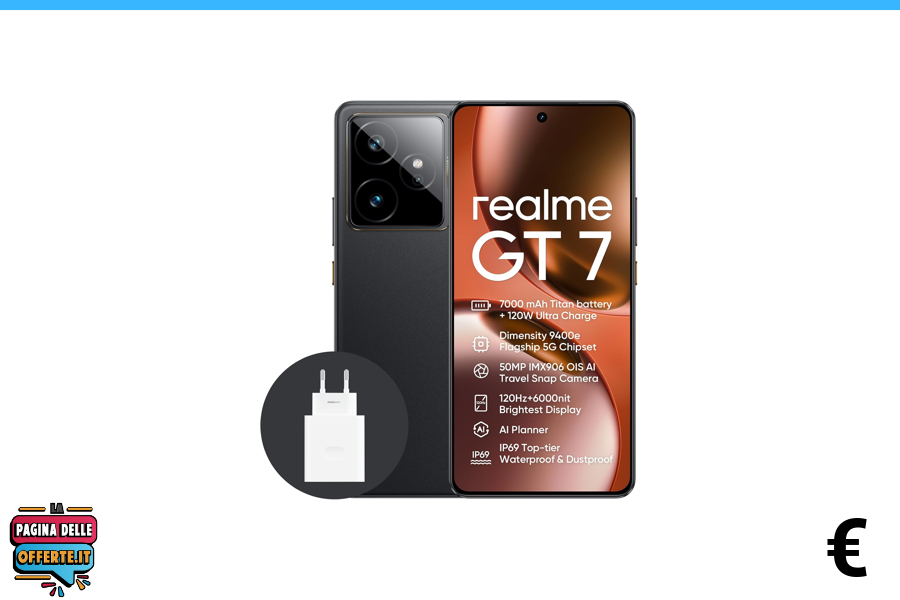 realme
GT 7
7000 mAh Titan battery
+ 120W Ultra Charge
Dimensity 9400e
Flagship 5G Chipset
50MP IMX906 OIS AI
Travel Snap Camera
120Hz+6000nit
Brightest Display
AI
AI Planner
IP69
IP69 Top-tier
Waterproof & Dustproof
LA
PAGINA DELLE
OFFERTE.IT
€